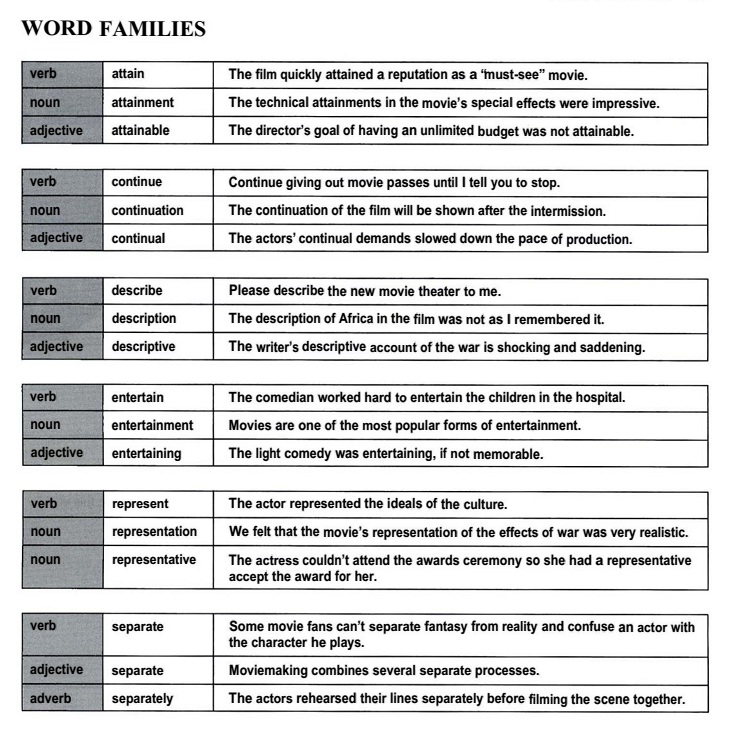 WORD FAMILIES
verb attain The film quickly attained a reputation as a “must-see” movie.
noun attainment The technical attainments in the movie’s special effects were impressive.
adjective attainable The director’s goal of having an unlimited budget was not attainable.
verb continue Continue giving out movie passes until I tell you to stop.
noun continuation The continuation of the film will be shown after the intermission.
adjective continual The actors’ continual demands slowed down the pace of production.
verb describe Please describe the new movie theater to me.
noun description The description of Africa in the film was not as I remembered it.
adjective descriptive The writer’s descriptive account of the war is shocking and saddening.
verb entertain The comedian worked hard to entertain the children in the hospital.
noun entertainment Movies are one of the most popular forms of entertainment.
adjective entertaining The light comedy was entertaining, if not memorable.
verb represent The actor represented the ideals of the culture.
noun representation We felt that the movie’s representation of the effects of war was very realistic.
noun representative The actress couldn’t attend the awards ceremony so she had a representative
accept the award for her.
verb separate Some movie fans can’t separate fantasy from reality and confuse an actor with
the character he plays.
adjective separate Moviemaking combines several separate processes.
adverb separately The actors rehearsed their lines separately before filming the scene together.